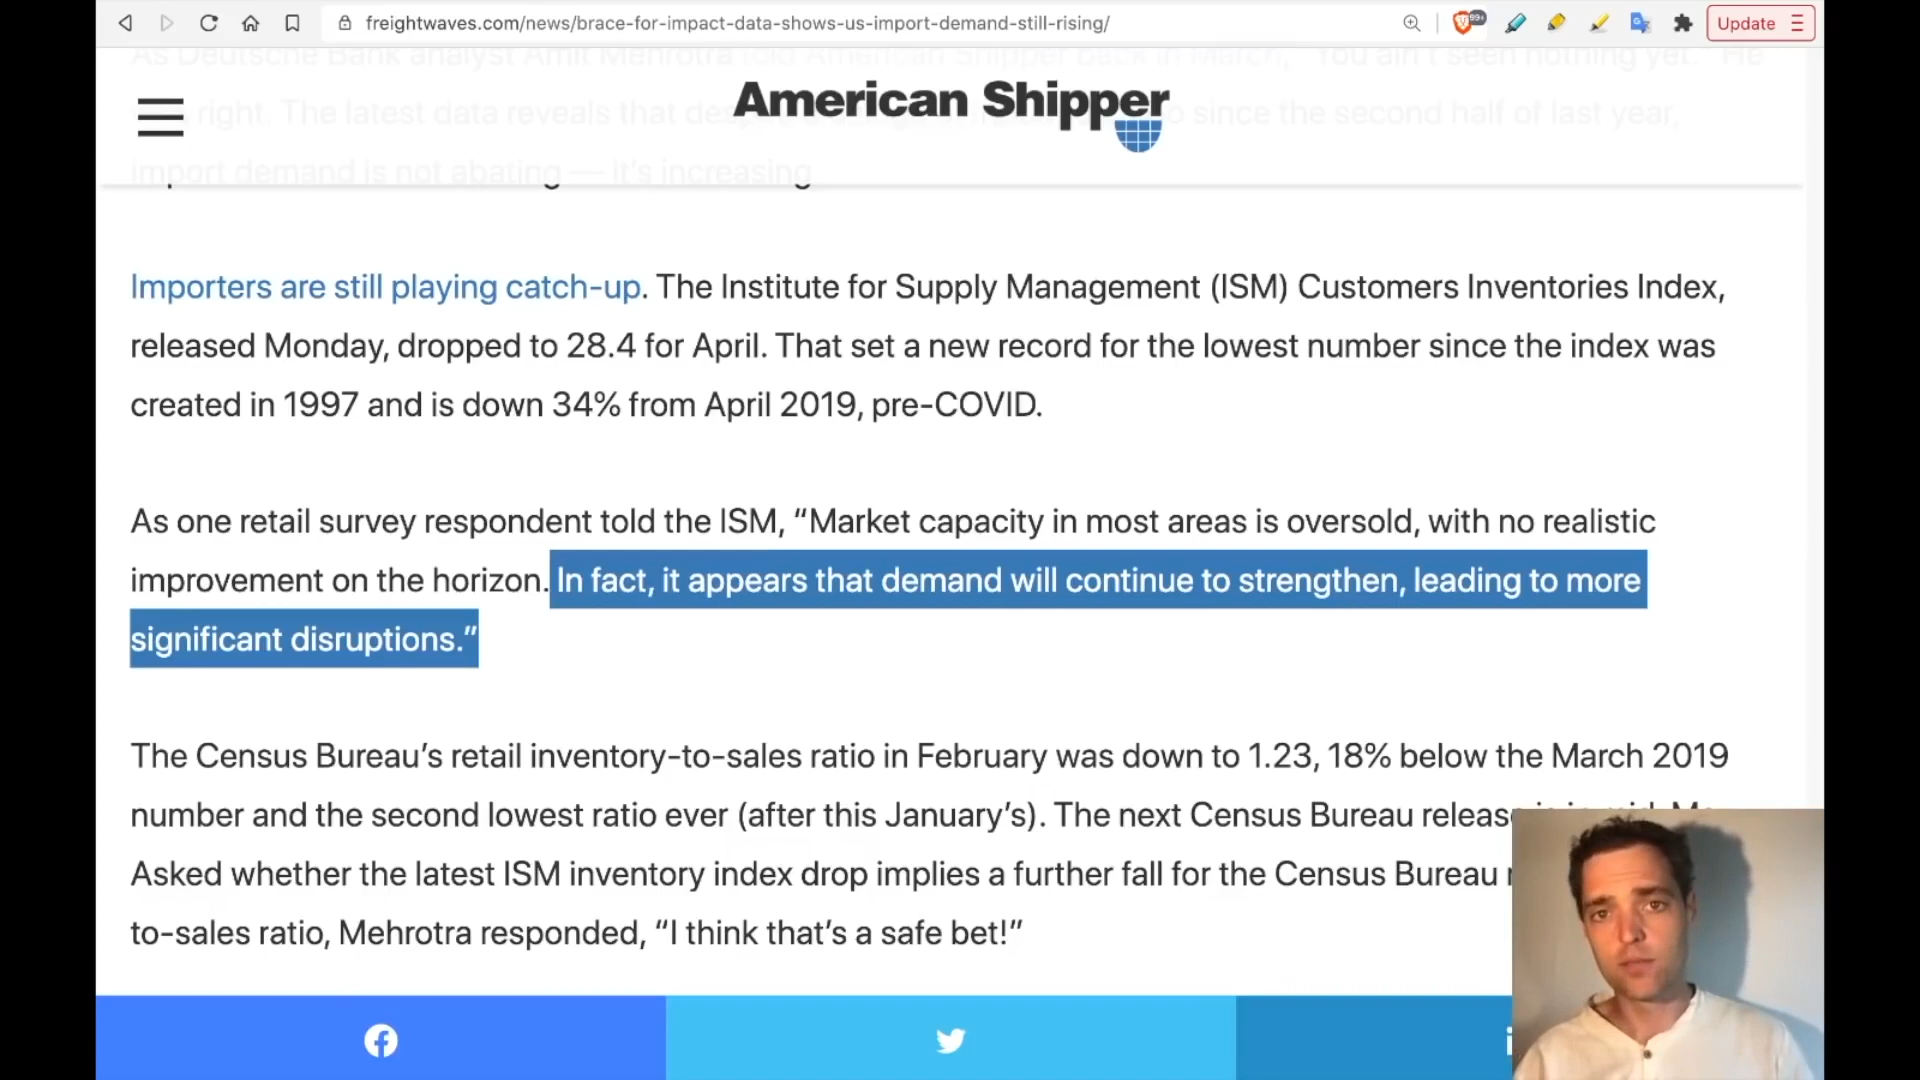 freightwaves.com/news/brace-for-impact-data-shows-us-import-demand-still-rising/
99+
Update
As Deutsche Bank analyst Amit Mehrotra told American Shipper back in March, “You ain’t seen nothing yet.” He
American Shipper
right. The latest data reveals that des since the second half of last year,
import demand is not abating — it’s increasing
Importers are still playing catch-up. The Institute for Supply Management (ISM) Customers Inventories Index,
released Monday, dropped to 28.4 for April. That set a new record for the lowest number since the index was
created in 1997 and is down 34% from April 2019, pre-COVID.
As one retail survey respondent told the ISM, “Market capacity in most areas is oversold, with no realistic
improvement on the horizon. In fact, it appears that demand will continue to strengthen, leading to more
significant disruptions.”
The Census Bureau’s retail inventory-to-sales ratio in February was down to 1.23, 18% below the March 2019
number and the second lowest ratio ever (after this January’s). The next Census Bureau release
Asked whether the latest ISM inventory index drop implies a further fall for the Census Bureau
to-sales ratio, Mehrotra responded, “I think that’s a safe bet!”